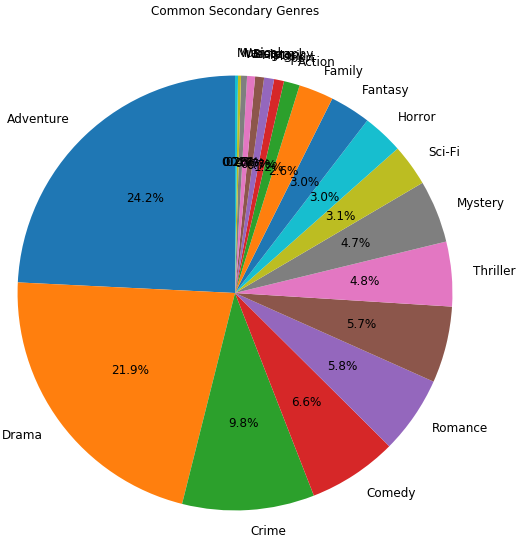 Common Secondary Genres
Action
Family
Fantasy
Horror
Adventure
Sci-Fi
2.6%
3.0%
24.2%
3.0%
Mystery
3.1%
4.7%
Thriller
4.8%
5.7%
5.8%
21.9%
6.6%
9.8%
Romance
Drama
Comedy
Crime